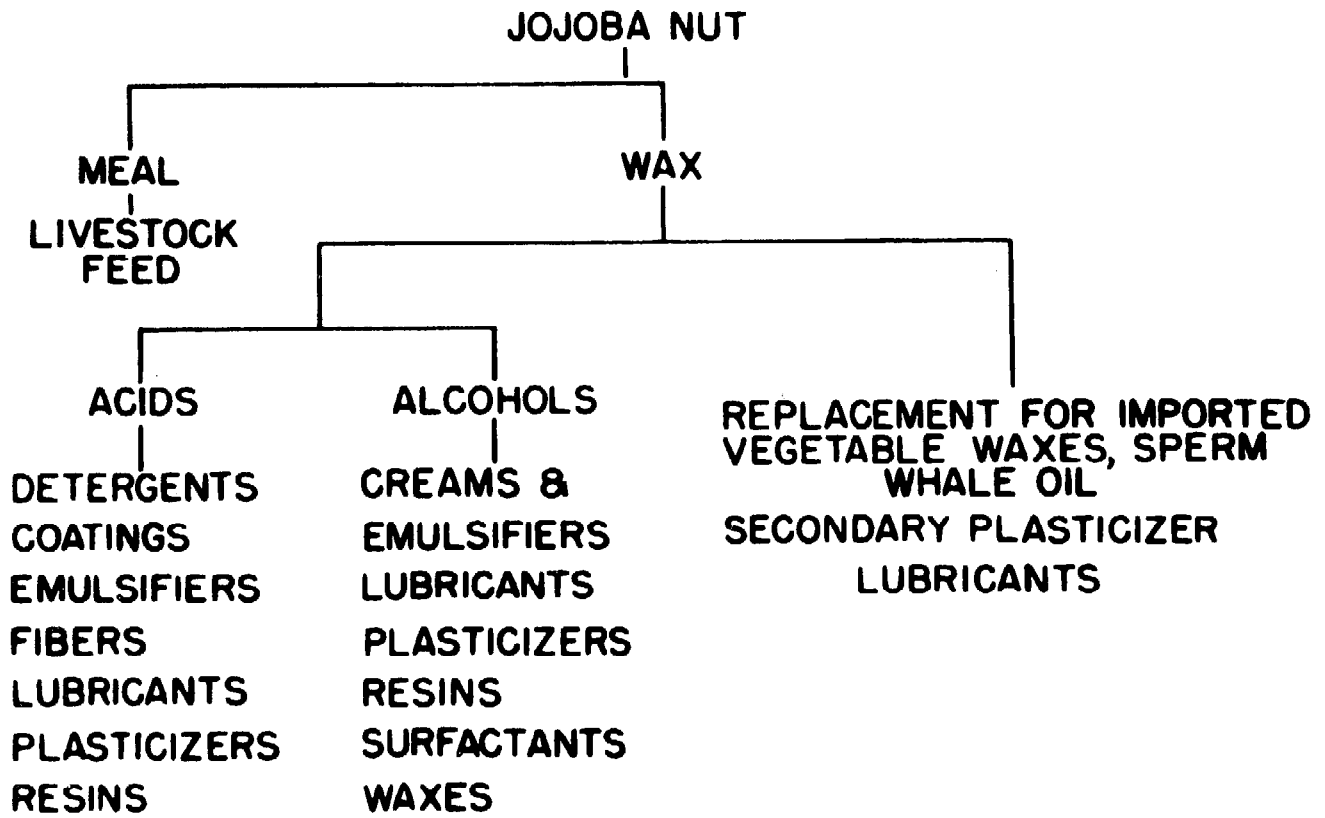 JOJOBA NUT
MEAL
LIVESTOCK
FEED
WAX
ACIDS
DETERGENTS
COATINGS
EMULSIFIERS
FIBERS
LUBRICANTS
PLASTICIZERS
RESINS
ALCOHOLS
CREAMS &
EMULSIFIERS
LUBRICANTS
PLASTICIZERS
RESINS
SURFACTANTS
WAXES
REPLACEMENT FOR IMPORTED
VEGETABLE WAXES, SPERM
WHALE OIL
SECONDARY PLASTICIZER
LUBRICANTS